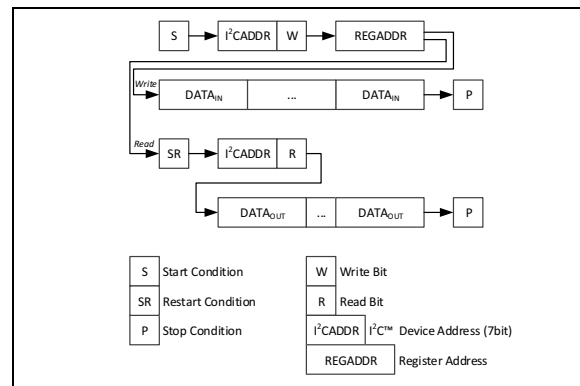 S I²CADDR W REGADDR
Write
DATA_IN ... DATA_IN P
Read
SR I²CADDR R
DATA_OUT ... DATA_OUT P
S Start Condition W Write Bit
SR Restart Condition R Read Bit
P Stop Condition I²CADDR I²C™ Device Address (7bit)
REGADDR Register Address